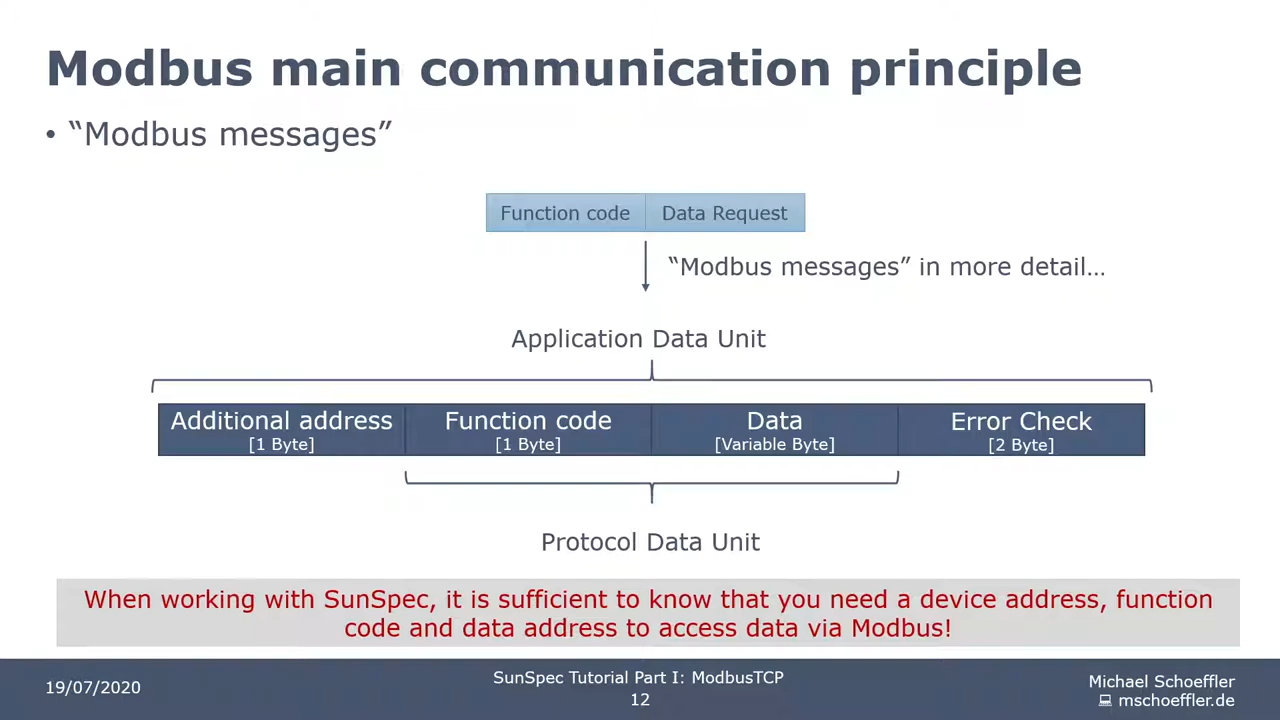 Modbus main communication principle
• “Modbus messages”
Function code Data Request
“Modbus messages” in more detail…
Application Data Unit
Additional address Function code Data Error Check
[1 Byte] [1 Byte] [Variable Byte] [2 Byte]
Protocol Data Unit
When working with SunSpec, it is sufficient to know that you need a device address, function
code and data address to access data via Modbus!
19/07/2020
SunSpec Tutorial Part I: ModbusTCP
12
Michael Schoeffler
mschoeffler.de